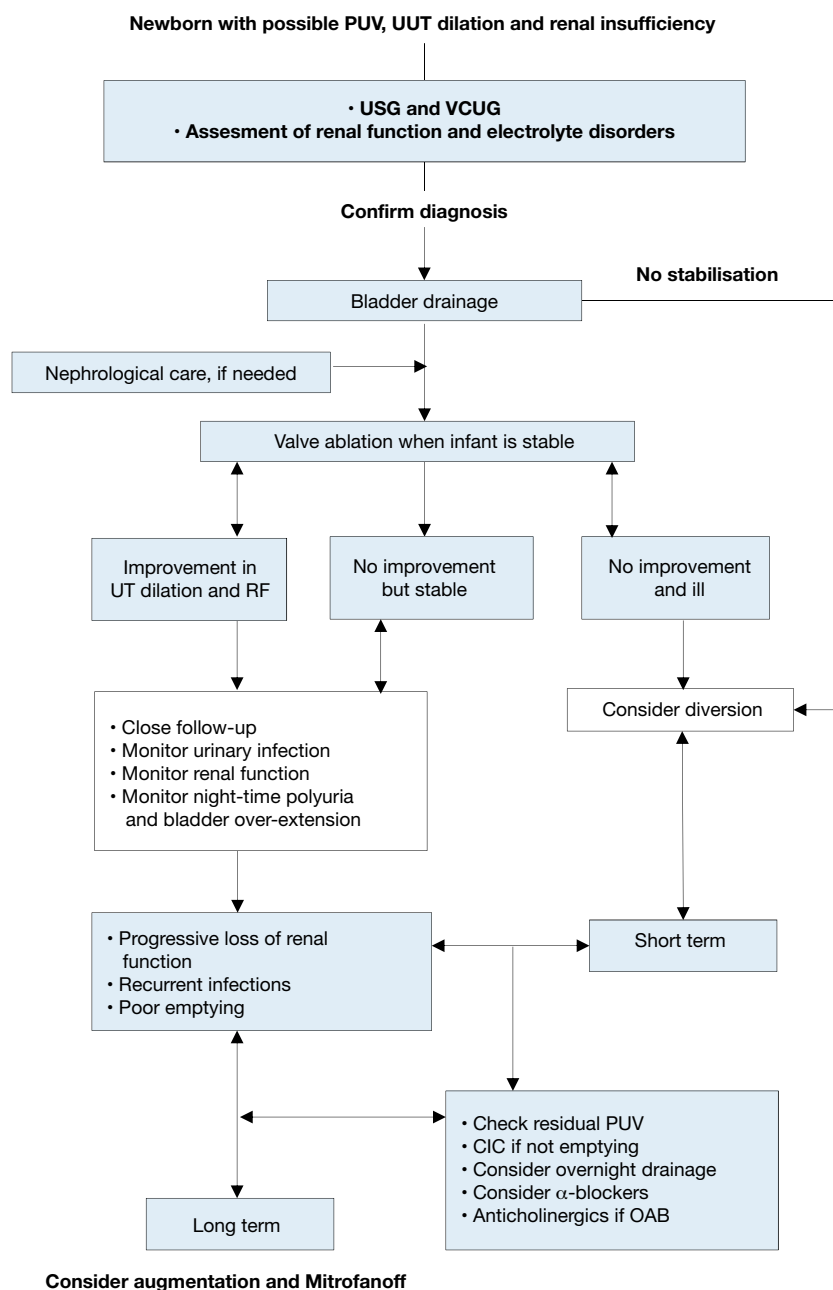 Newborn with possible PUV, UUT dilation and renal insufficiency
• USG and VCUG
• Assesment of renal function and electrolyte disorders
Confirm diagnosis
No stabilisation
Bladder drainage
Nephrological care, if needed
Valve ablation when infant is stable
Improvement in
UT dilation and RF
No improvement
but stable
No improvement
and ill
Consider diversion
• Close follow-up
• Monitor urinary infection
• Monitor renal function
• Monitor night-time polyuria
and bladder over-extension
• Progressive loss of renal
function
• Recurrent infections
• Poor emptying
Short term
• Check residual PUV
• CIC if not emptying
• Consider overnight drainage
• Consider α-blockers
• Anticholinergics if OAB
Long term
Consider augmentation and Mitrofanoff